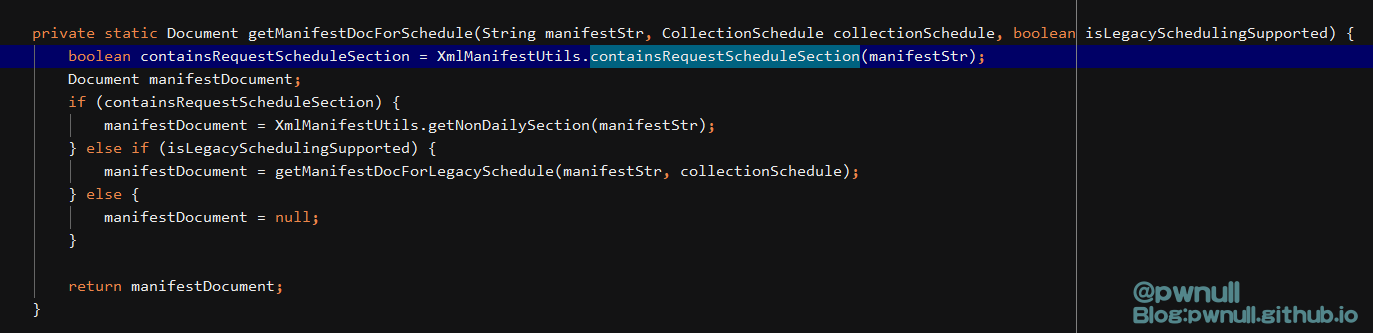 private static Document getManifestDocForSchedule(String manifestStr, CollectionSchedule collectionSchedule, boolean isLegacySchedulingSupported) {
    boolean containsRequestScheduleSection = XmlManifestUtils.containsRequestScheduleSection(manifestStr);
    Document manifestDocument;
    if (containsRequestScheduleSection) {
        manifestDocument = XmlManifestUtils.getNonDailySection(manifestStr);
    } else if (isLegacySchedulingSupported) {
        manifestDocument = getManifestDocForLegacySchedule(manifestStr, collectionSchedule);
    } else {
        manifestDocument = null;
    }
    return manifestDocument;
}
@pwnull
Blog:pwnull.github.io